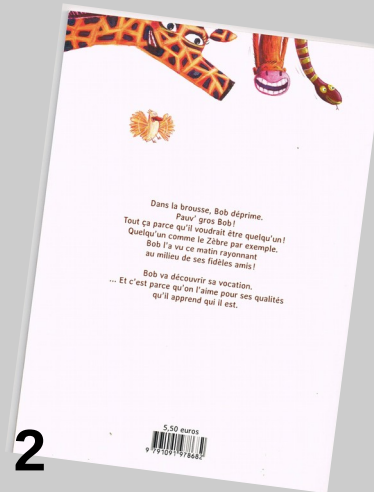 Dans la brousse, Bob déprime.
Pauv' gros Bob !
Tout ça parce qu'il voudrait être quelqu'un !
Quelqu'un comme le Zèbre par exemple.
Bob l'a vu ce matin rayonnant
au milieu de ses fidèles amis !
Bob va découvrir sa vocation.
... Et c'est parce qu'on l'aime pour ses qualités
qu'il apprend qui il est.
5,50 euros
9 791091 978682
2